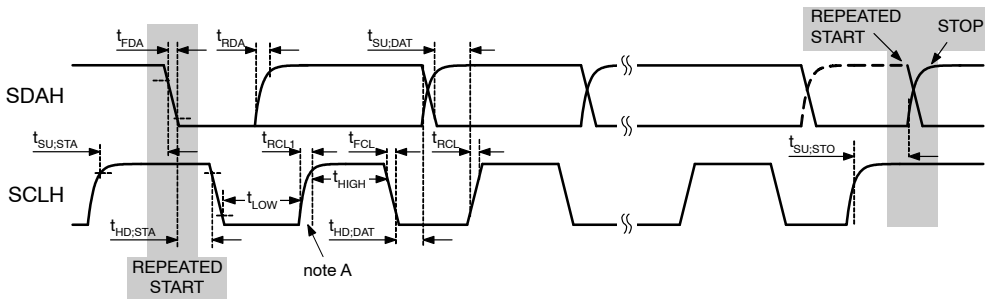 REPEATED
START
STOP
tFDA
tRDA
tSU;DAT
SDAH
tSU;STA
tRCL1
tFCL
tRCL
tSU;STO
SCLH
tLOW
tHIGH
tHD;STA
tHD;DAT
REPEATED
START
note A